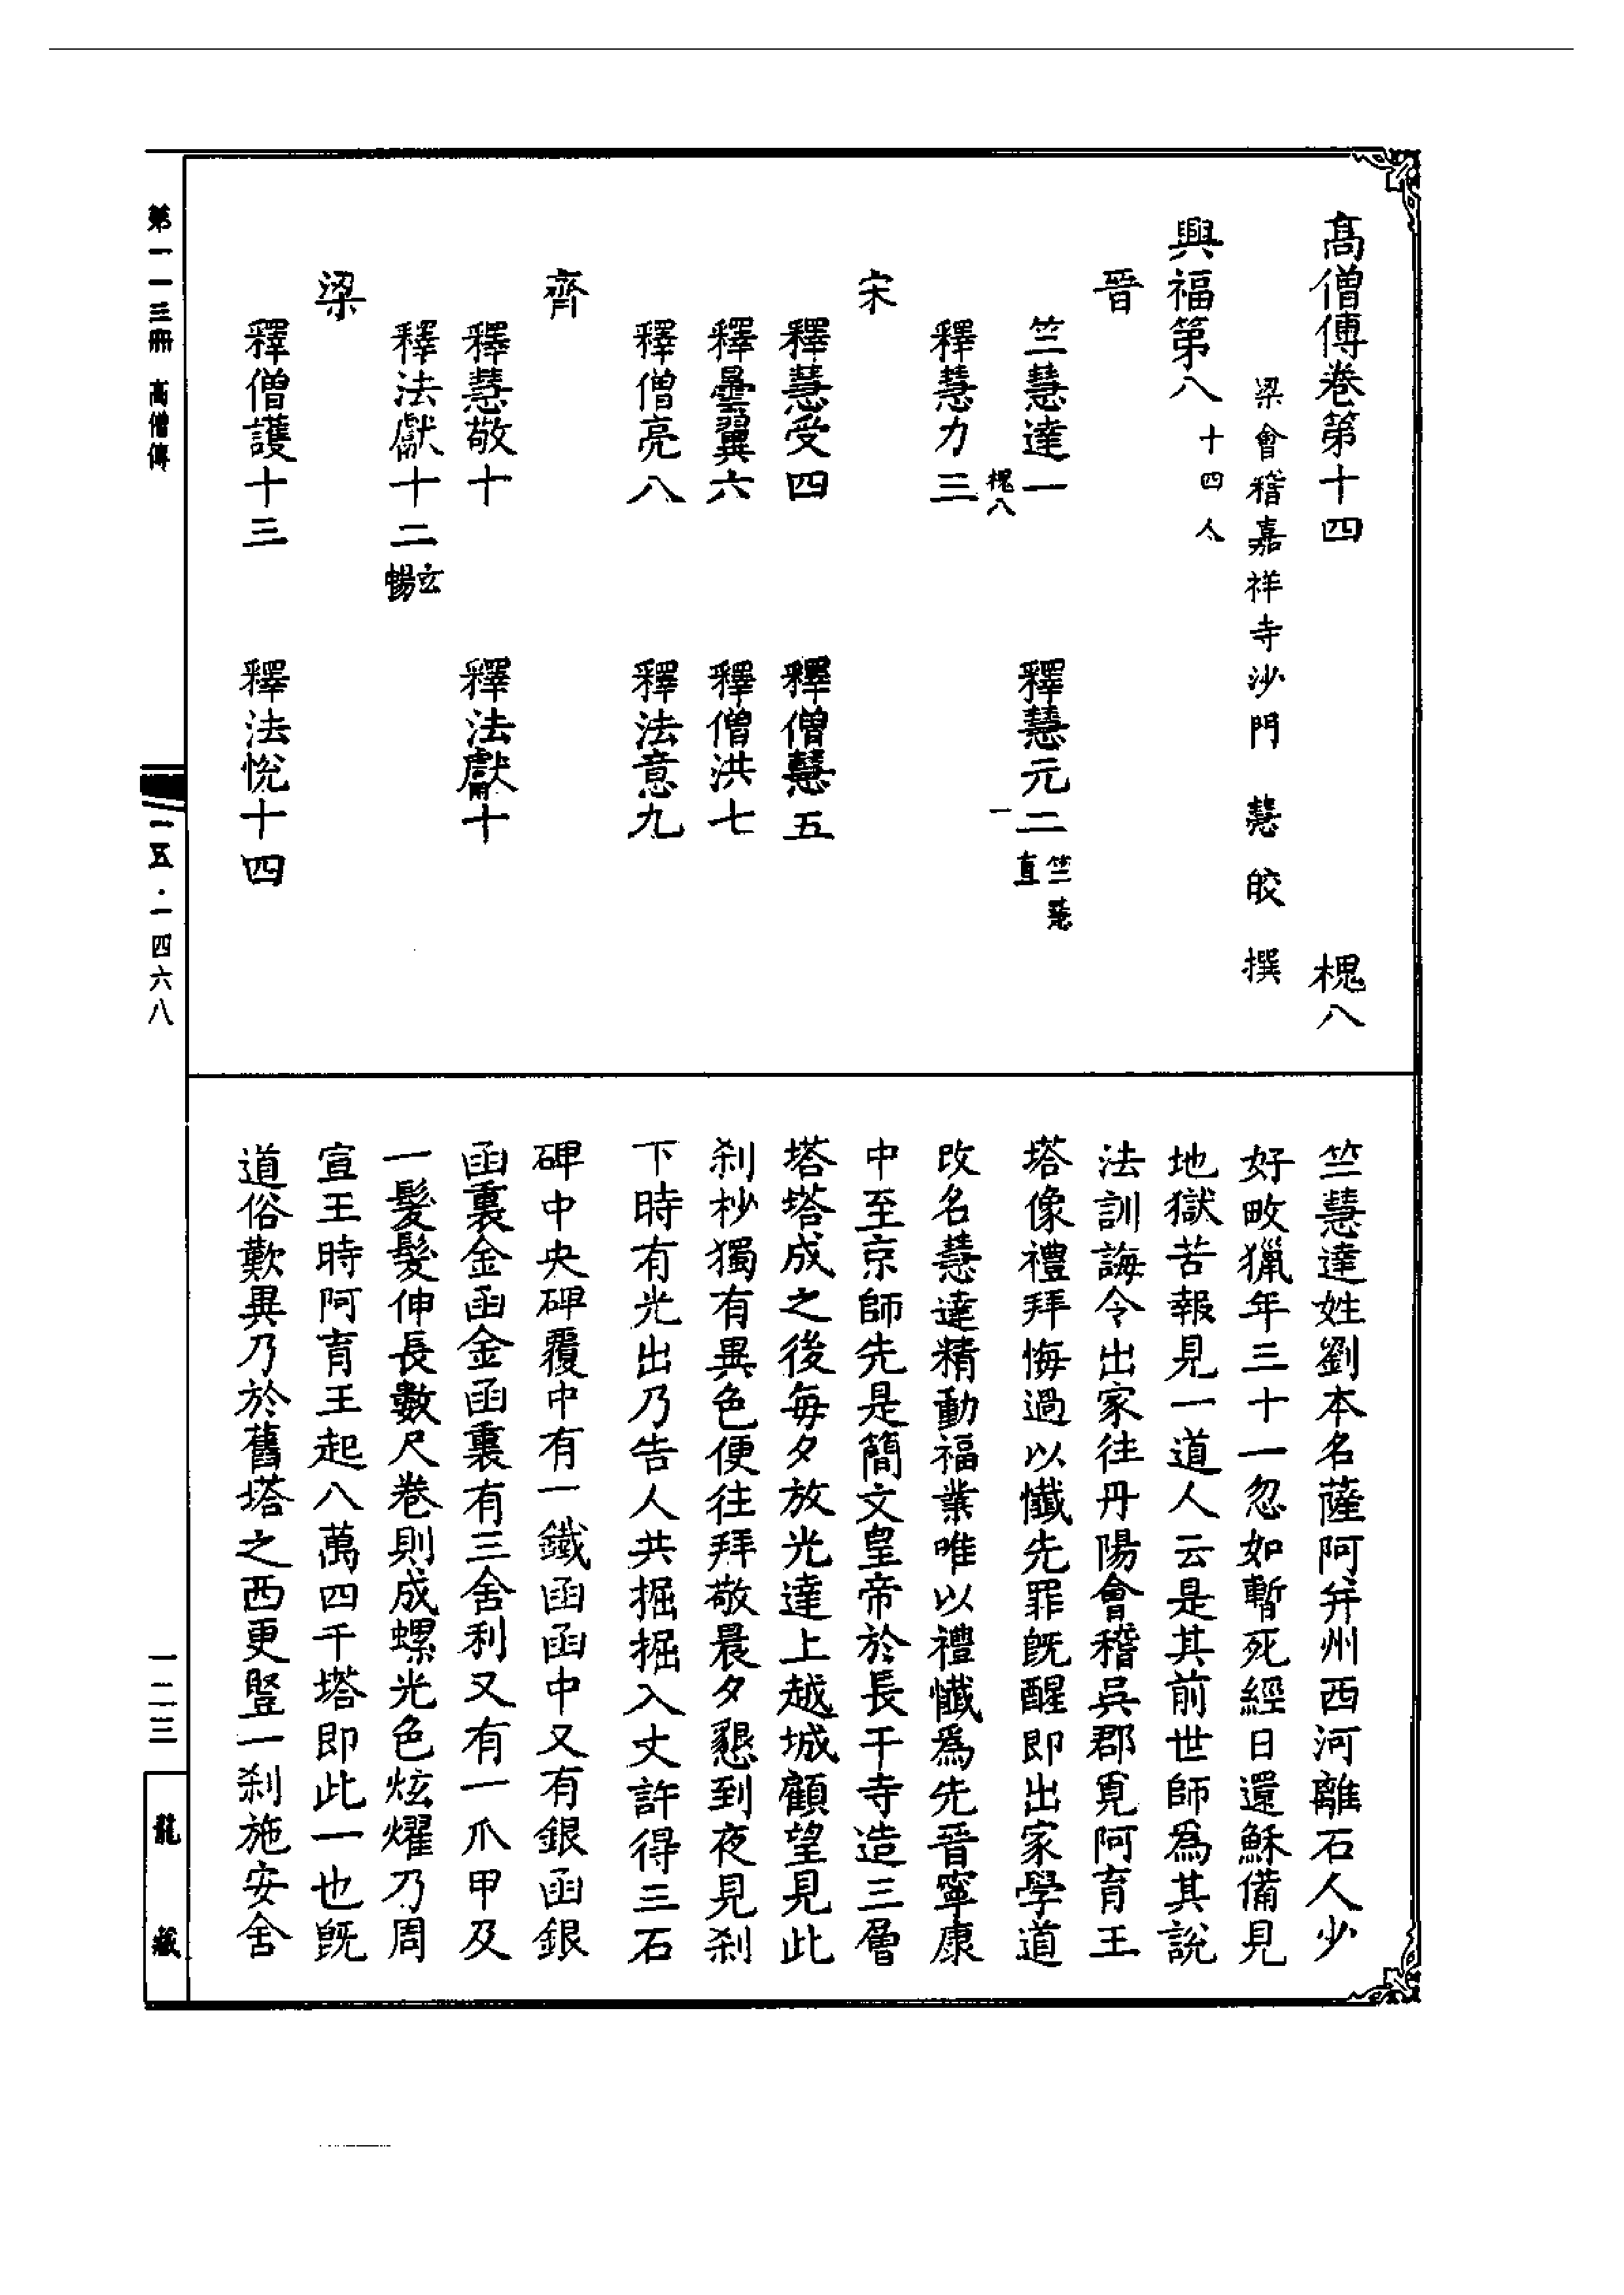 高僧傳卷第十四　槐八
梁會稽嘉祥寺沙門慧皎撰
興福第八十四人
晉
竺慧達一　釋慧元二竺慧直
槐八　一
釋慧力三
宋
釋慧受四　釋僧慧五
釋曇翼六　釋僧洪七
釋僧亮八　釋法意九
齊
釋慧敬十　釋法獻十
釋法獻十二玄暢
梁
釋僧護十三　釋法悅十四
竺慧達姓劉本名薩阿并州西河離石人少
好畋獵年三十一忽如暫死經日還穌備見
地獄苦報見一道人云是其前世師爲其說
法訓誨令出家往丹陽會稽吳郡覓阿育王
塔像禮拜悔過以懺先罪旣醒即出家學道
改名慧達精勤福業唯以禮懺爲先晉寧康
中至京師先是簡文皇帝於長干寺造三層
塔塔成之後每夕放光達上越城顧望見此
刹杪獨有異色便往拜敬晨夕懇到夜見刹
下時有光出乃告人共掘掘入丈許得三石
碑中央碑覆中有一鐵函函中又有銀函銀
函裏金函金函裏有三舍利又有一爪甲及
一髮髮伸長數尺卷則成螺光色炫燿乃周
宣王時阿育王起八萬四千塔即此一也旣
道俗歎異乃於舊塔之西更竪一刹施安舍
第一一三冊　高僧傳
一五·一四六八
一二三
龍藏